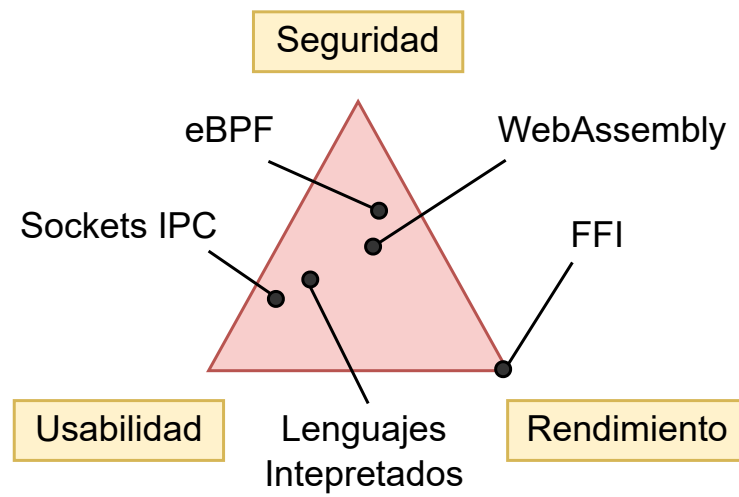 Seguridad
eBPF
WebAssembly
Sockets IPC
FFI
Usabilidad
Lenguajes
Intepretados
Rendimiento